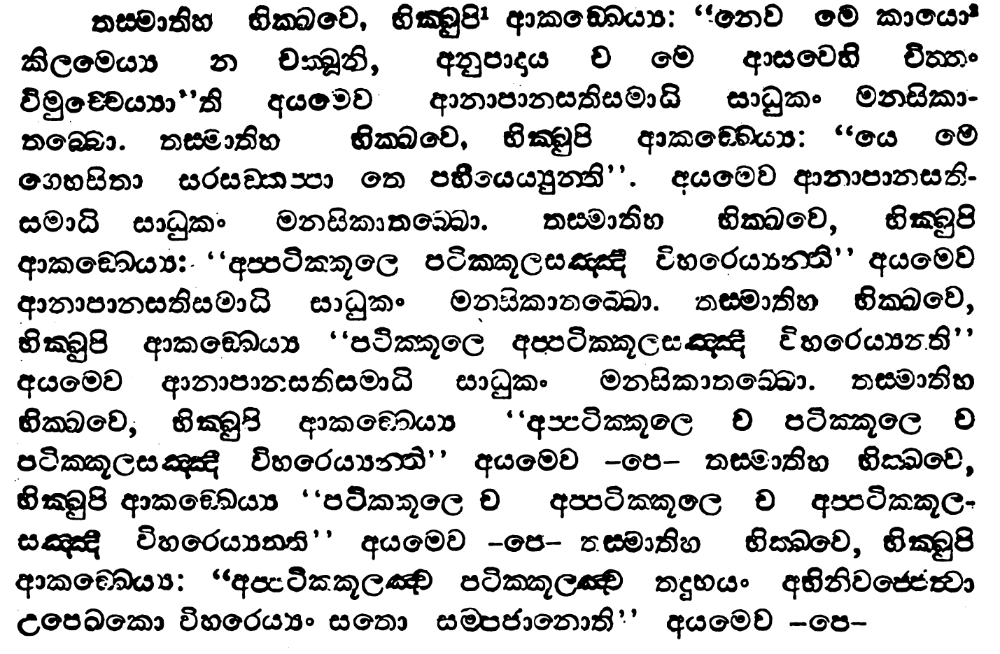 තස්මාතිහ භික්ඛවෙ, භික්ඛුපි¹ ආකඞ්ඛෙය්‍ය: “නෙව මේ කායො²
කිලමෙය්‍ය න චක්ඛූනි, අනුපාදාය ච මේ ආසවෙහි චිත්තං
විමුච්චෙය්‍යා”ති අයමෙව ආනාපානසතිසමාධි සාධුකං මනසිකා-
තබ්බො. තස්මාතිහ භික්ඛවෙ, භික්ඛුපි ආකඞ්ඛෙය්‍ය: “යෙ මේ
ගෙහසිතා සරසඞ්කප්පා තෙ පහීයෙය්‍යුන්ති”. අයමෙව ආනාපානසති-
සමාධි සාධුකං මනසිකාතබ්බො. තස්මාතිහ භික්ඛවෙ, භික්ඛුපි
ආකඞ්ඛෙය්‍ය: “අප්පටික්කූලෙ පටික්කූලසඤ්ඤී විහරෙය්‍යන්ති” අයමෙව
ආනාපානසතිසමාධි සාධුකං මනසිකාතබ්බො. තස්මාතිහ භික්ඛවෙ,
භික්ඛුපි ආකඞ්ඛෙය්‍ය “පටික්කූලෙ අප්පටික්කූලසඤ්ඤී විහරෙය්‍යන්ති”
අයමෙව ආනාපානසතිසමාධි සාධුකං මනසිකාතබ්බො. තස්මාතිහ
භික්ඛවෙ, භික්ඛුපි ආකඞ්ඛෙය්‍ය “අප්පටික්කූලෙ ච පටික්කූලෙ ච
පටික්කූලසඤ්ඤී විහරෙය්‍යන්ති” අයමෙව –පෙ– තස්මාතිහ භික්ඛවෙ,
භික්ඛුපි ආකඞ්ඛෙය්‍ය “පටික්කූලෙ ච අප්පටික්කූලෙ ච අප්පටික්කූල-
සඤ්ඤී විහරෙය්‍යන්ති” අයමෙව –පෙ– තස්මාතිහ භික්ඛවෙ, භික්ඛුපි
ආකඞ්ඛෙය්‍ය: “අප්පටික්කූලඤ්ච පටික්කූලඤ්ච තදුභයං අභිනිවජ්ජෙත්වා
උපෙඛකො විහරෙය්‍යං සතො සම්පජානොති” අයමෙව –පෙ–